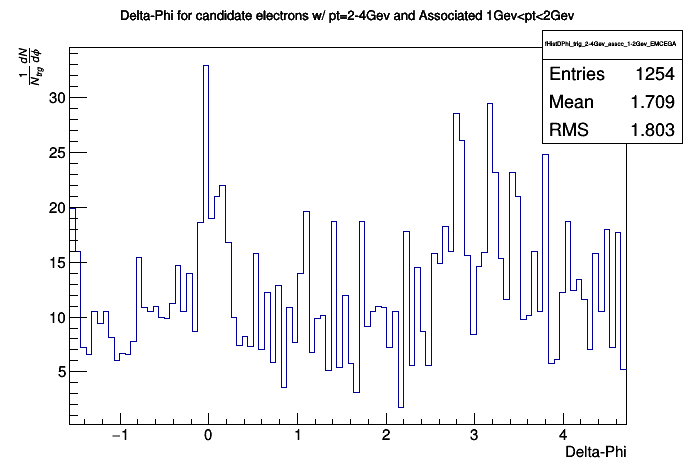 Delta-Phi for candidate electrons w/ pt=2-4Gev and Associated 1Gev<pt<2Gev
fHistDPhi_trig_2-4Gev_assoc_1-2Gev_EMCEGA
Entries 1254
Mean 1.709
RMS 1.803
1/N_trg dN/dϕ
30
25
20
15
10
5
−1 0 1 2 3 4
Delta-Phi